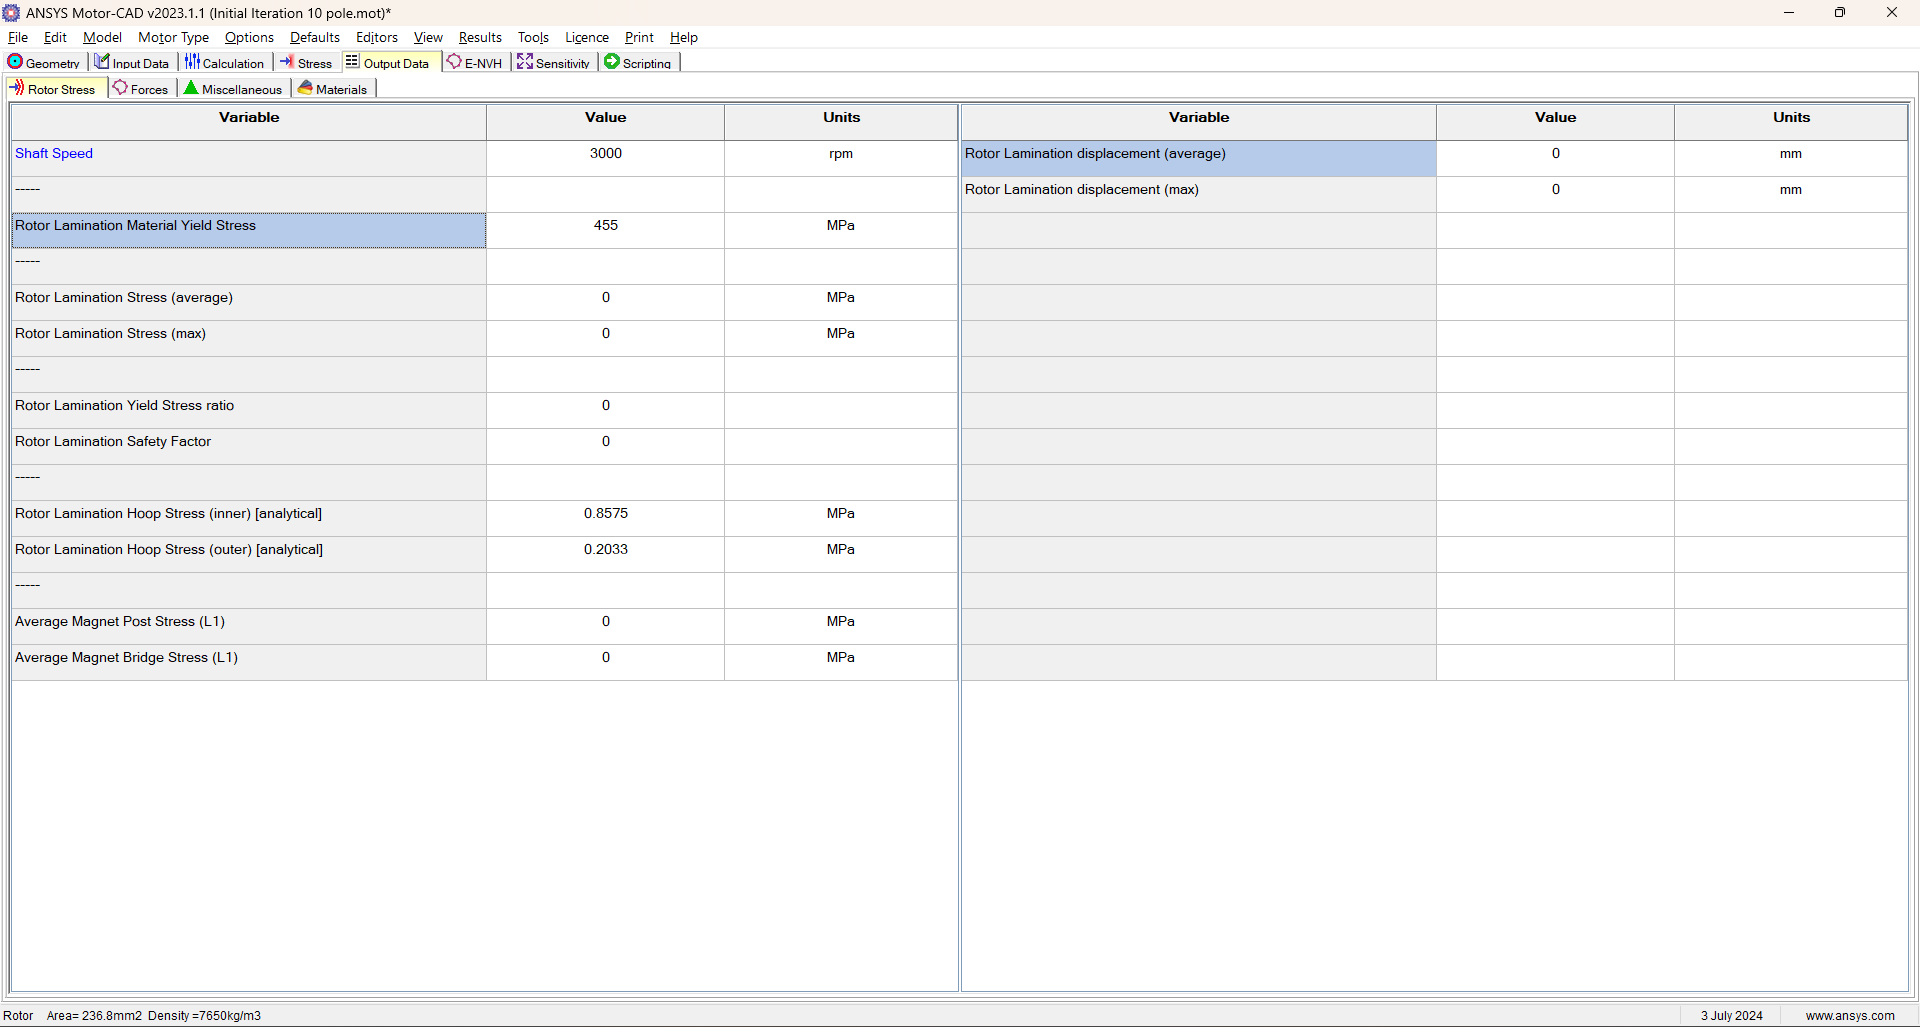 ANSYS Motor-CAD v2023.1.1 (Initial Iteration 10 pole.mot)*
File Edit Model Motor Type Options Defaults Editors View Results Tools Licence Print Help
Geometry Input Data Calculation Stress Output Data E-NVH Sensitivity Scripting
Rotor Stress Forces Miscellaneous Materials
Variable Value Units Variable Value Units
Shaft Speed 3000 rpm Rotor Lamination displacement (average) 0 mm
----- Rotor Lamination displacement (max) 0 mm
Rotor Lamination Material Yield Stress 455 MPa
-----
Rotor Lamination Stress (average) 0 MPa
Rotor Lamination Stress (max) 0 MPa
-----
Rotor Lamination Yield Stress ratio 0
Rotor Lamination Safety Factor 0
-----
Rotor Lamination Hoop Stress (inner) [analytical] 0.8575 MPa
Rotor Lamination Hoop Stress (outer) [analytical] 0.2033 MPa
-----
Average Magnet Post Stress (L1) 0 MPa
Average Magnet Bridge Stress (L1) 0 MPa
Rotor Area= 236.8mm2 Density =7650kg/m3 3 July 2024 www.ansys.com